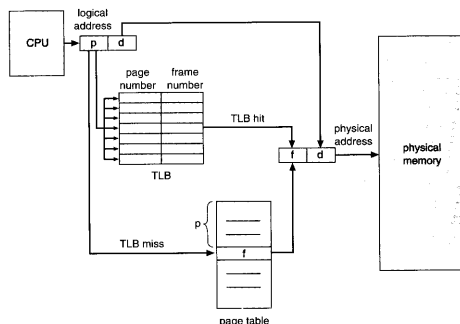 logical
address
CPU
p d
page
number
frame
number
TLB hit
TLB
f d
physical
address
physical
memory
p
TLB miss
f
page table